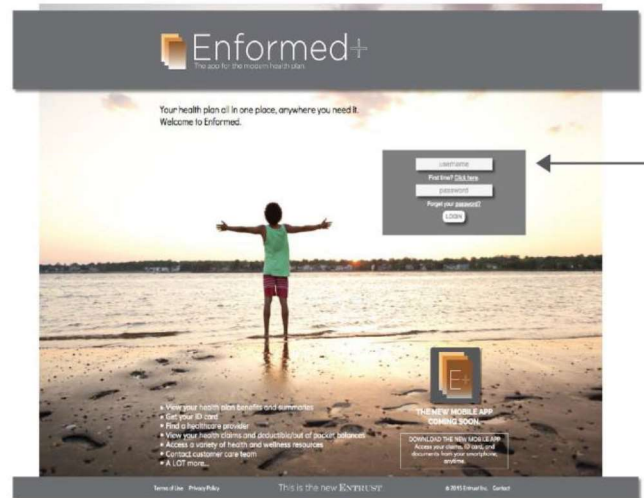 Enformed+
The app for the modern health plan.
Your health plan all in one place, anywhere you need it.
Welcome to Enformed.
username
First time? Click here.
password
Forgot your password?
LOGIN
E+
THE NEW MOBILE APP
COMING SOON.
DOWNLOAD THE NEW MOBILE APP
Access your claims, ID card, and
documents from your smartphone,
anytime.
▸ View your health plan benefits and summaries
▸ Get your ID card
▸ Find a healthcare provider
▸ View your health claims and deductible/out of pocket balances
▸ Access a variety of health and wellness resources
▸ Contact customer care team
▸ A LOT more...
Terms of Use Privacy Policy
This is the new ENTRUST
© 2015 Entrust Inc. Contact